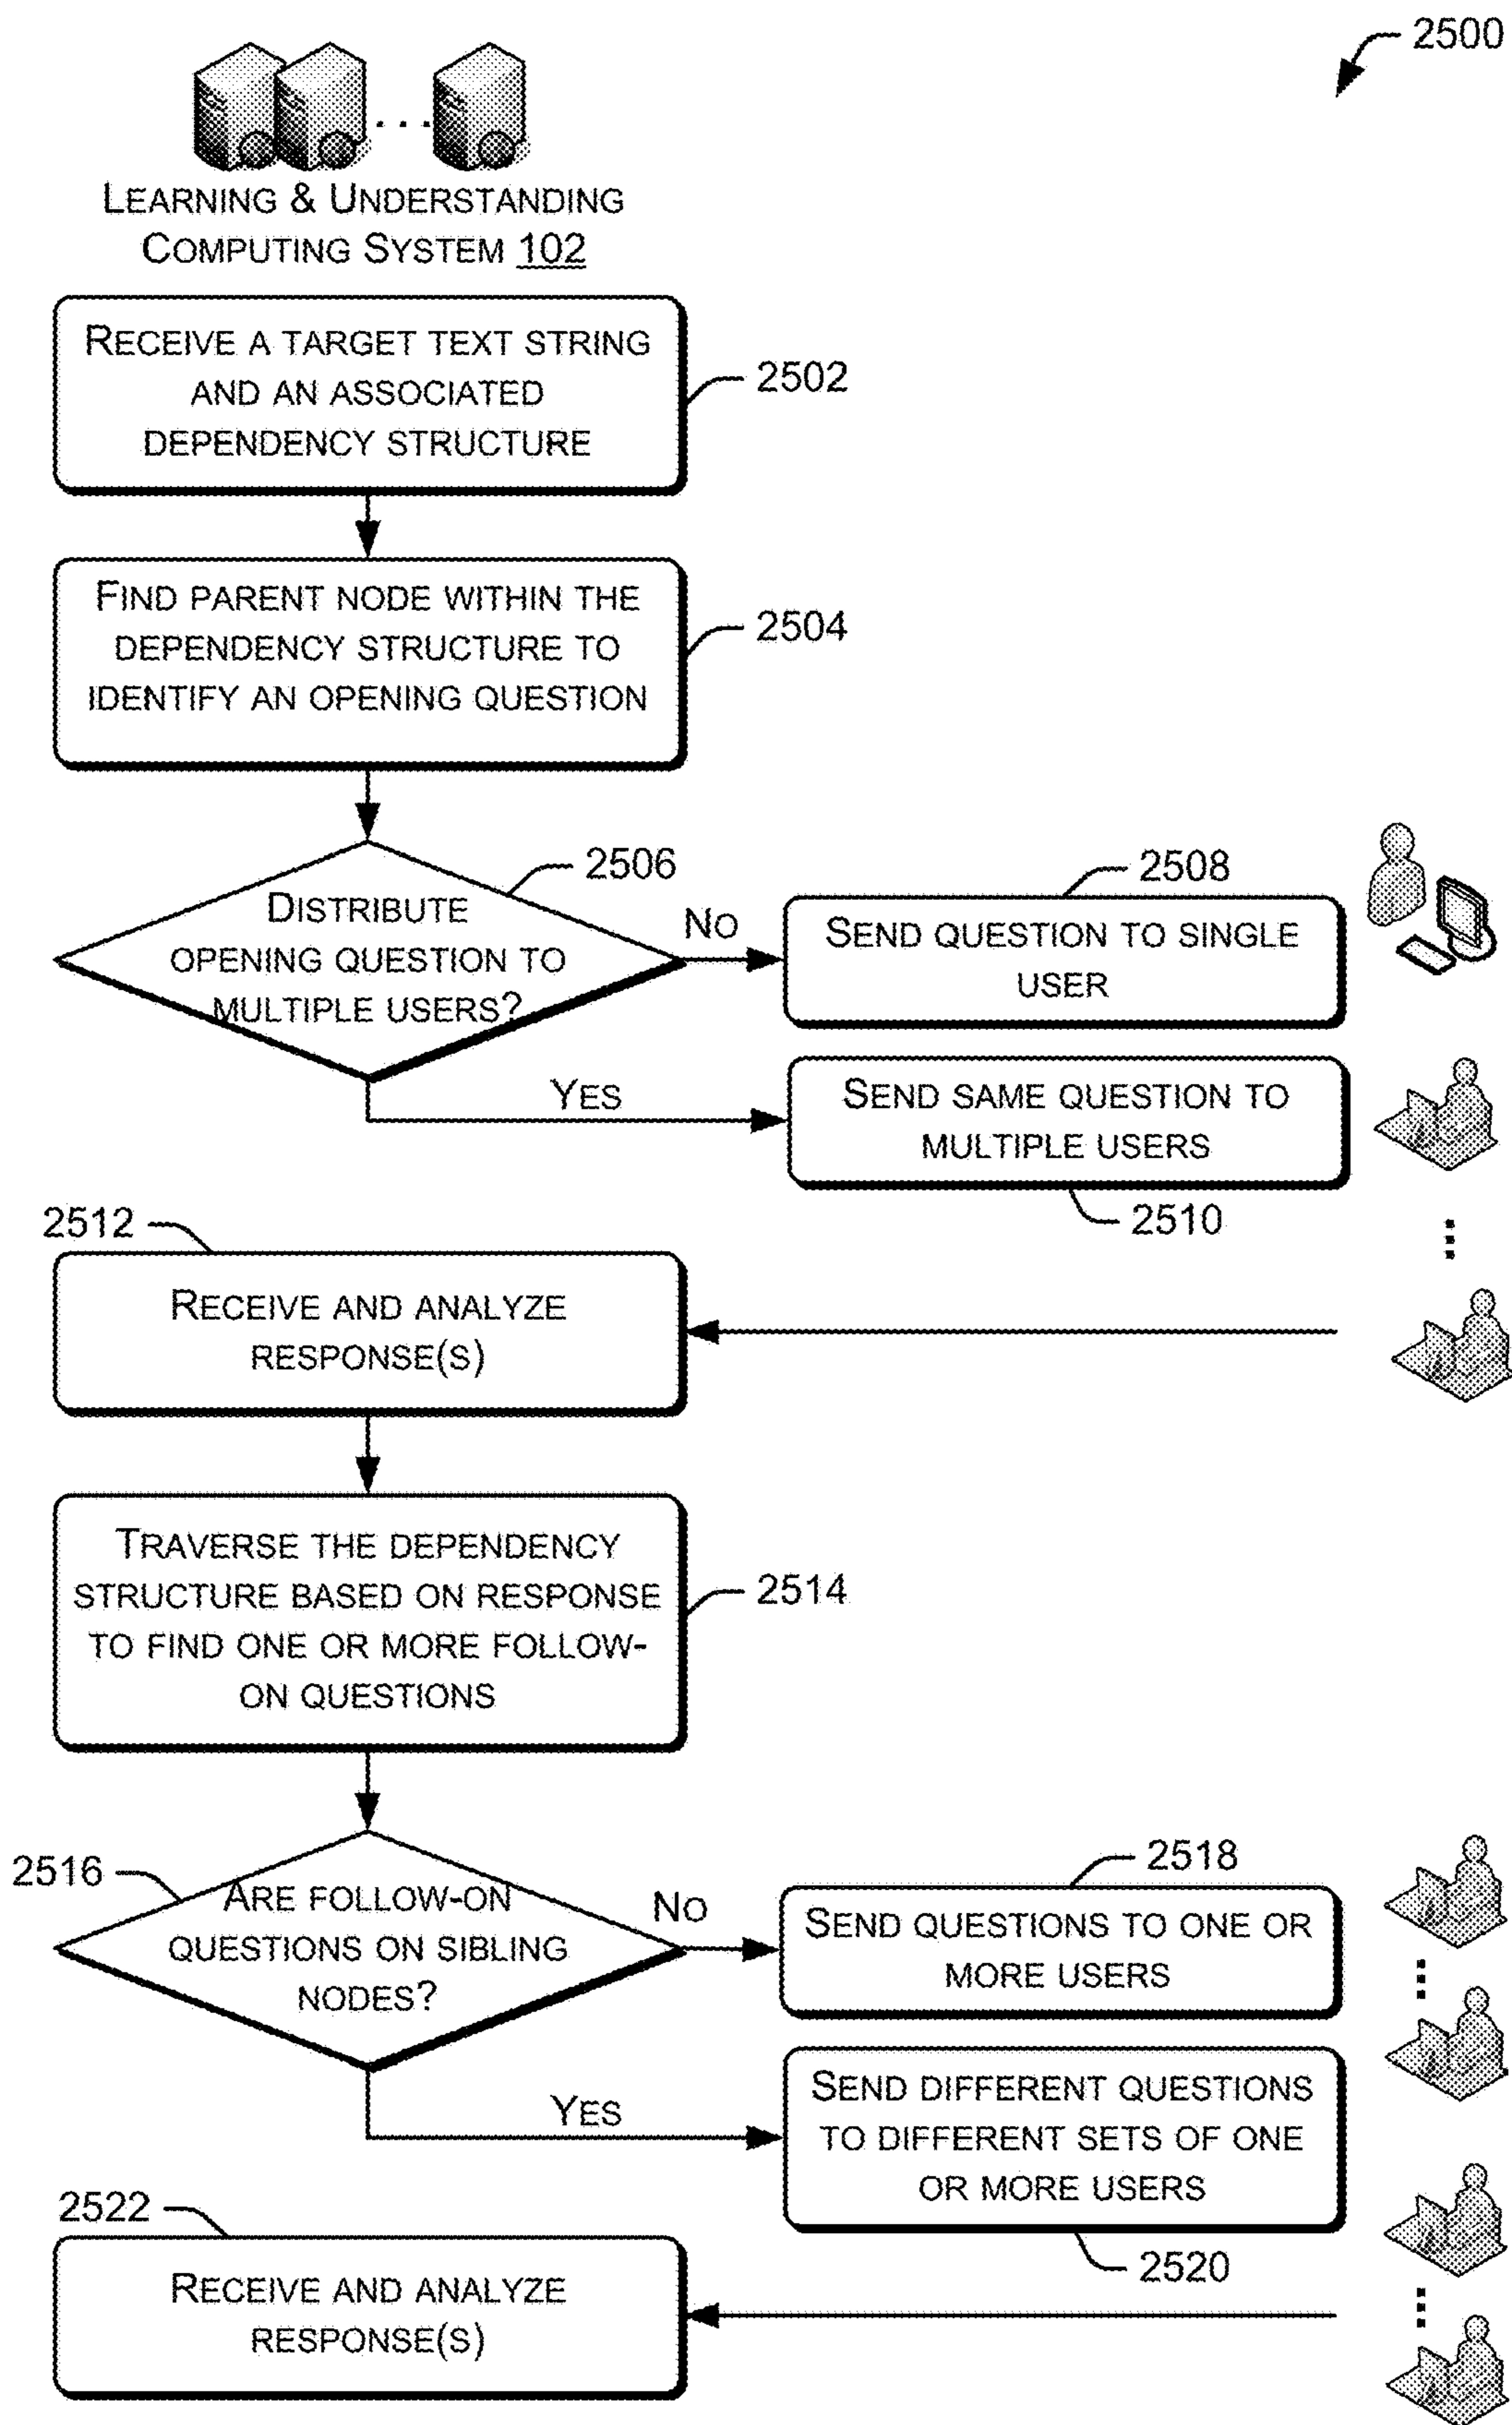 2500
LEARNING & UNDERSTANDING
COMPUTING SYSTEM 102
RECEIVE A TARGET TEXT STRING
AND AN ASSOCIATED
DEPENDENCY STRUCTURE
2502
FIND PARENT NODE WITHIN THE
DEPENDENCY STRUCTURE TO
IDENTIFY AN OPENING QUESTION
2504
DISTRIBUTE
OPENING QUESTION TO
MULTIPLE USERS?
2506
NO
2508
SEND QUESTION TO SINGLE
USER
YES
SEND SAME QUESTION TO
MULTIPLE USERS
2510
2512
RECEIVE AND ANALYZE
RESPONSE(S)
TRAVERSE THE DEPENDENCY
STRUCTURE BASED ON RESPONSE
TO FIND ONE OR MORE FOLLOW-
ON QUESTIONS
2514
2516
ARE FOLLOW-ON
QUESTIONS ON SIBLING
NODES?
NO
2518
SEND QUESTIONS TO ONE OR
MORE USERS
YES
SEND DIFFERENT QUESTIONS
TO DIFFERENT SETS OF ONE
OR MORE USERS
2520
2522
RECEIVE AND ANALYZE
RESPONSE(S)